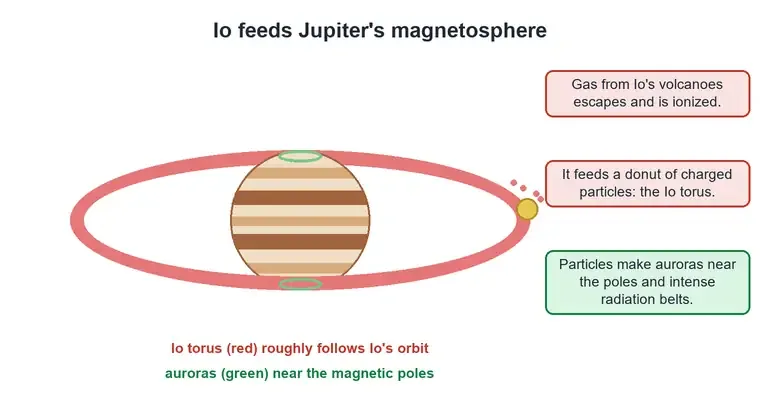 Io feeds Jupiter's magnetosphere
Gas from Io's volcanoes
escapes and is ionized.
It feeds a donut of charged
particles: the Io torus.
Particles make auroras near
the poles and intense
radiation belts.
Io torus (red) roughly follows Io's orbit
auroras (green) near the magnetic poles